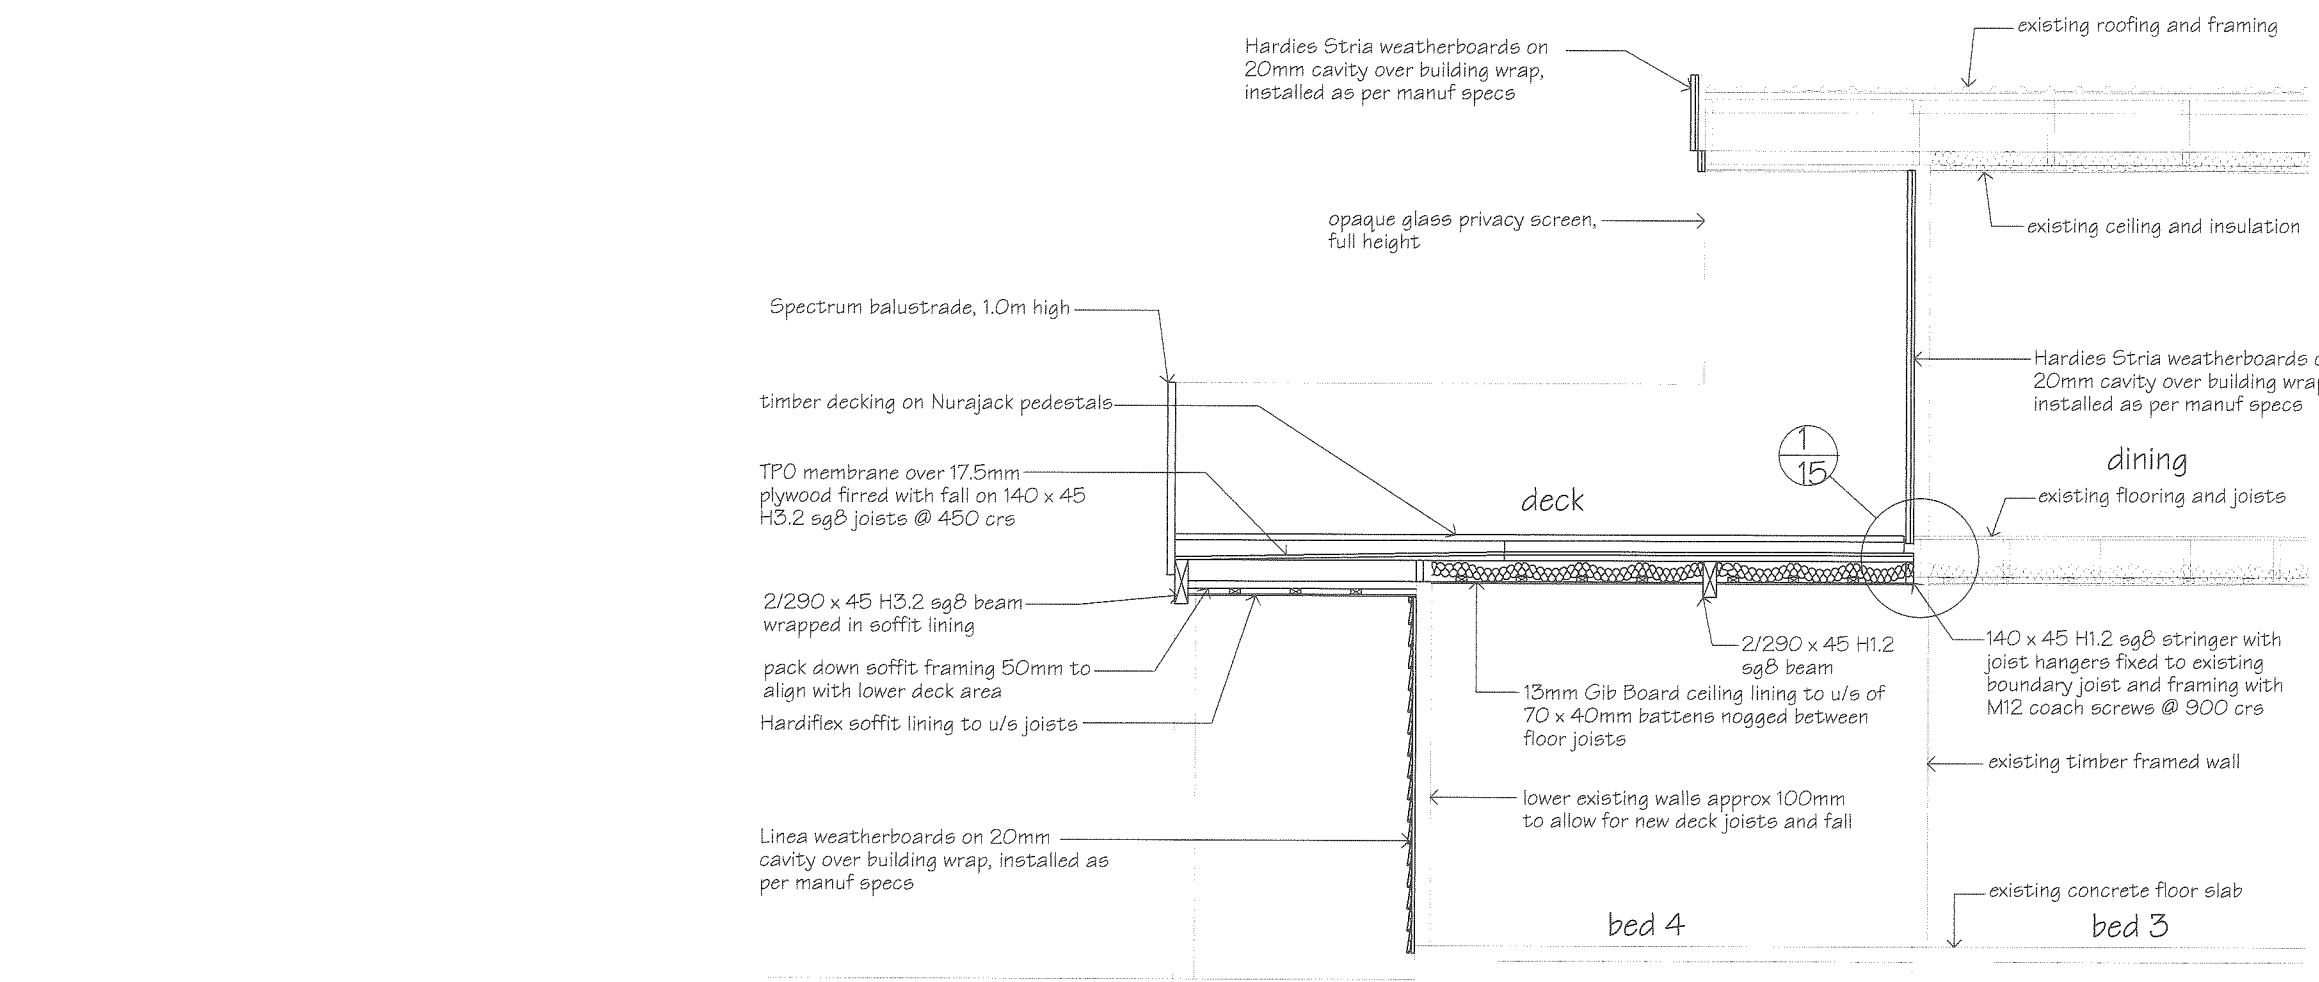 existing roofing and framing
Hardies Stria weatherboards on
20mm cavity over building wrap,
installed as per manuf specs
opaque glass privacy screen,
full height
existing ceiling and insulation
Spectrum balustrade, 1.0m high
Hardies Stria weatherboards
20mm cavity over building
installed as per manuf specs
timber decking on Nurajack pedestals
1
15
dining
TPO membrane over 17.5mm
plywood firred with fall on 140 x 45
H3.2 sg8 joists @ 450 crs
deck
existing flooring and joists
2/290 x 45 H3.2 sg8 beam
wrapped in soffit lining
pack down soffit framing 50mm to
align with lower deck area
Hardiflex soffit lining to u/s joists
2/290 x 45 H1.2
sg8 beam
13mm Gib Board ceiling lining to u/s of
70 x 40mm battens nogged between
floor joists
140 x 45 H1.2 sg8 stringer with
joist hangers fixed to existing
boundary joist and framing with
M12 coach screws @ 900 crs
existing timber framed wall
lower existing walls approx 100mm
to allow for new deck joists and fall
Linea weatherboards on 20mm
cavity over building wrap, installed as
per manuf specs
existing concrete floor slab
bed 4
bed 3